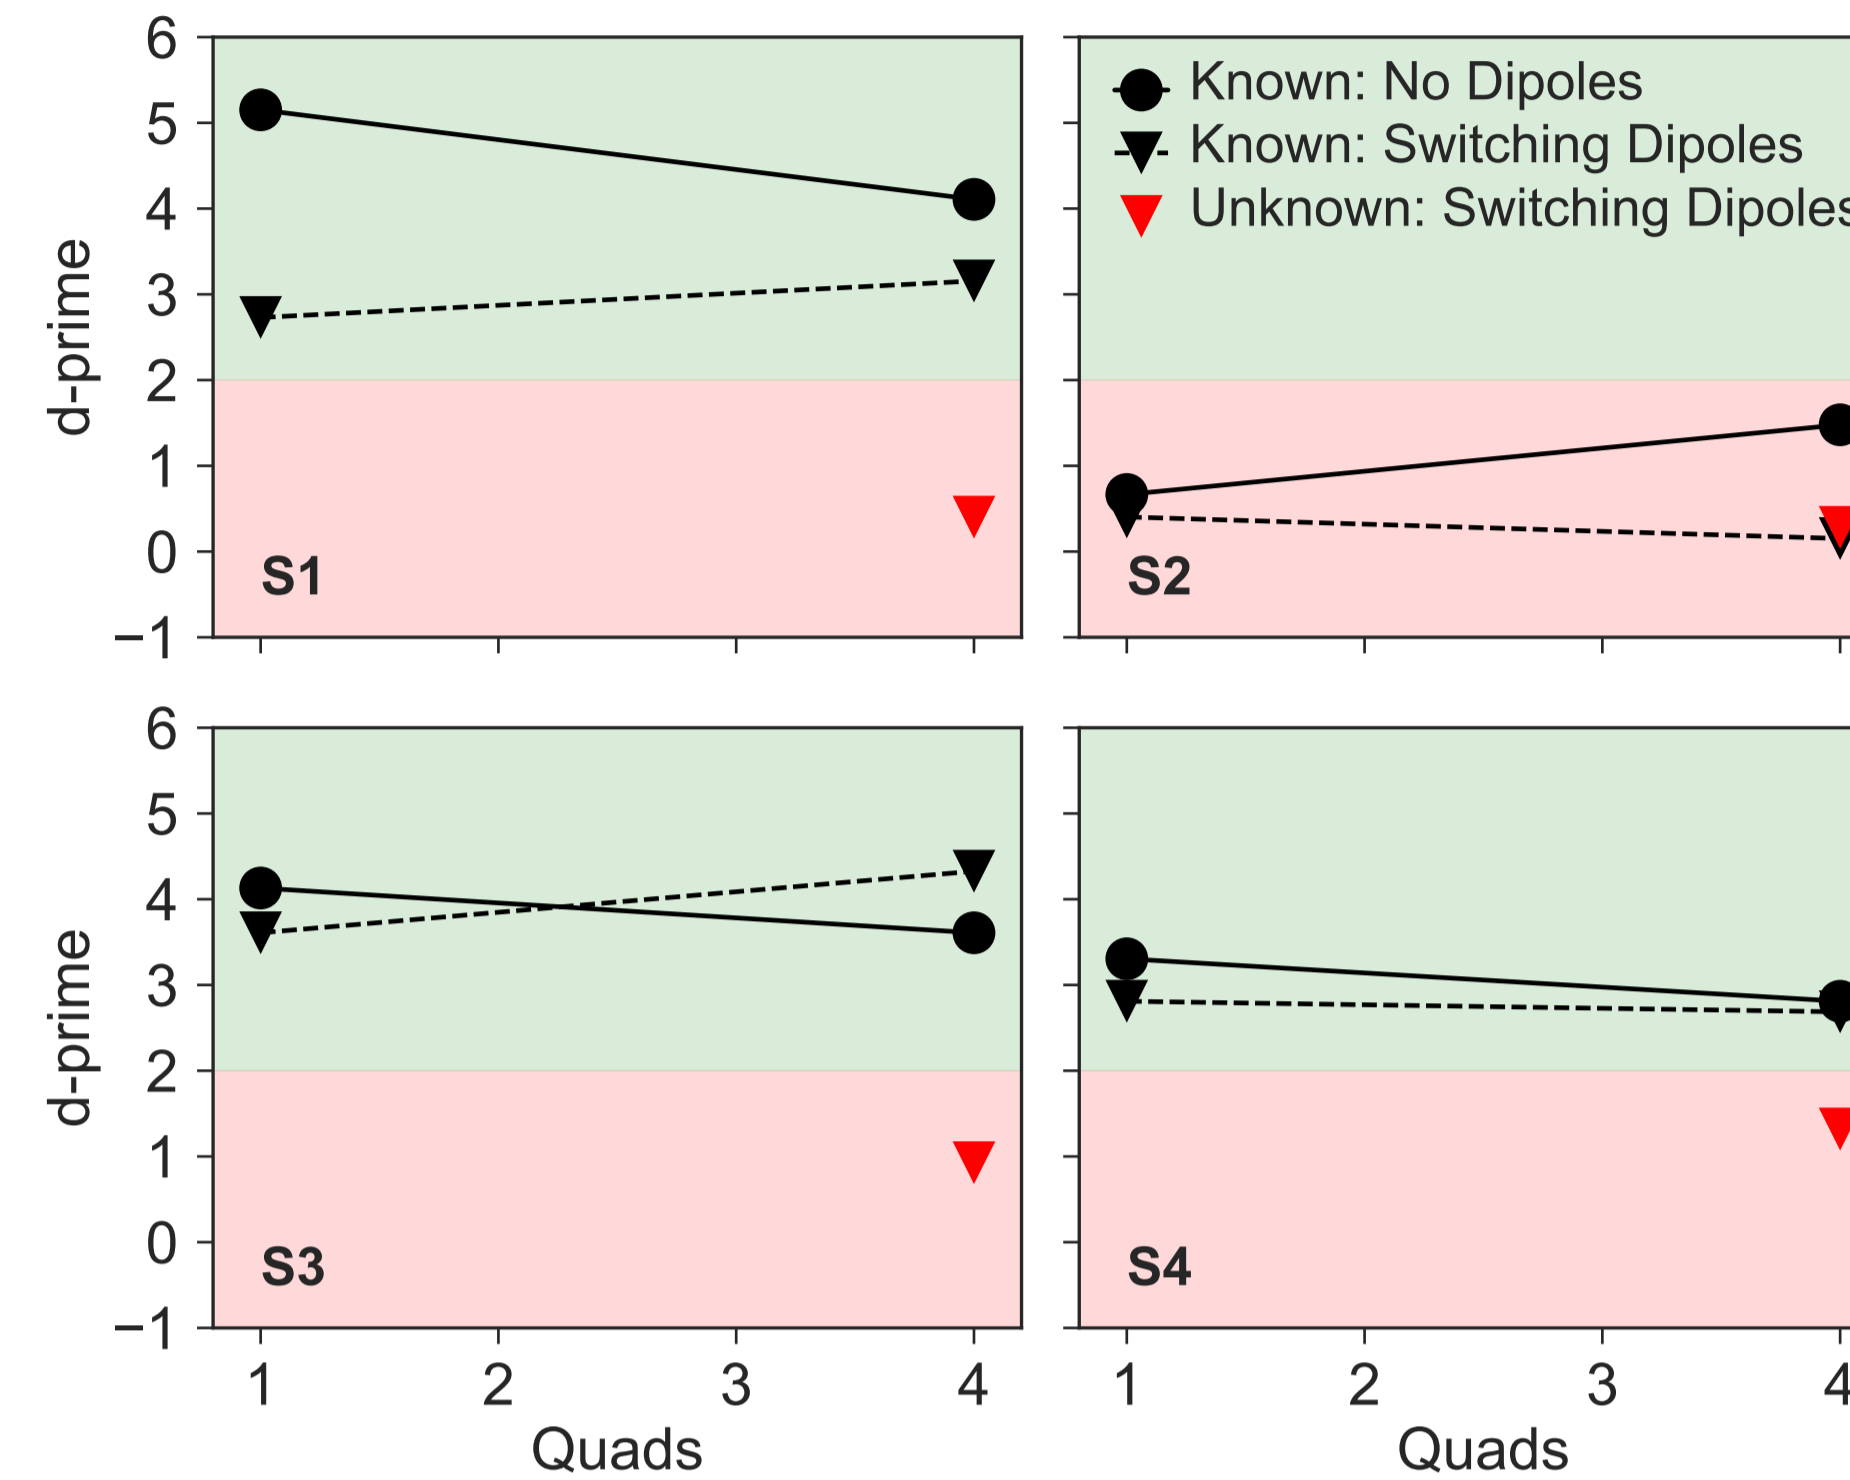 6
5
4
3
2
1
0
−1
d-prime
S1
Known: No Dipoles
Known: Switching Dipoles
Unknown: Switching Dipoles
S2
6
5
4
3
2
1
0
−1
d-prime
S3
S4
1 2 3 4
Quads
1 2 3 4
Quads